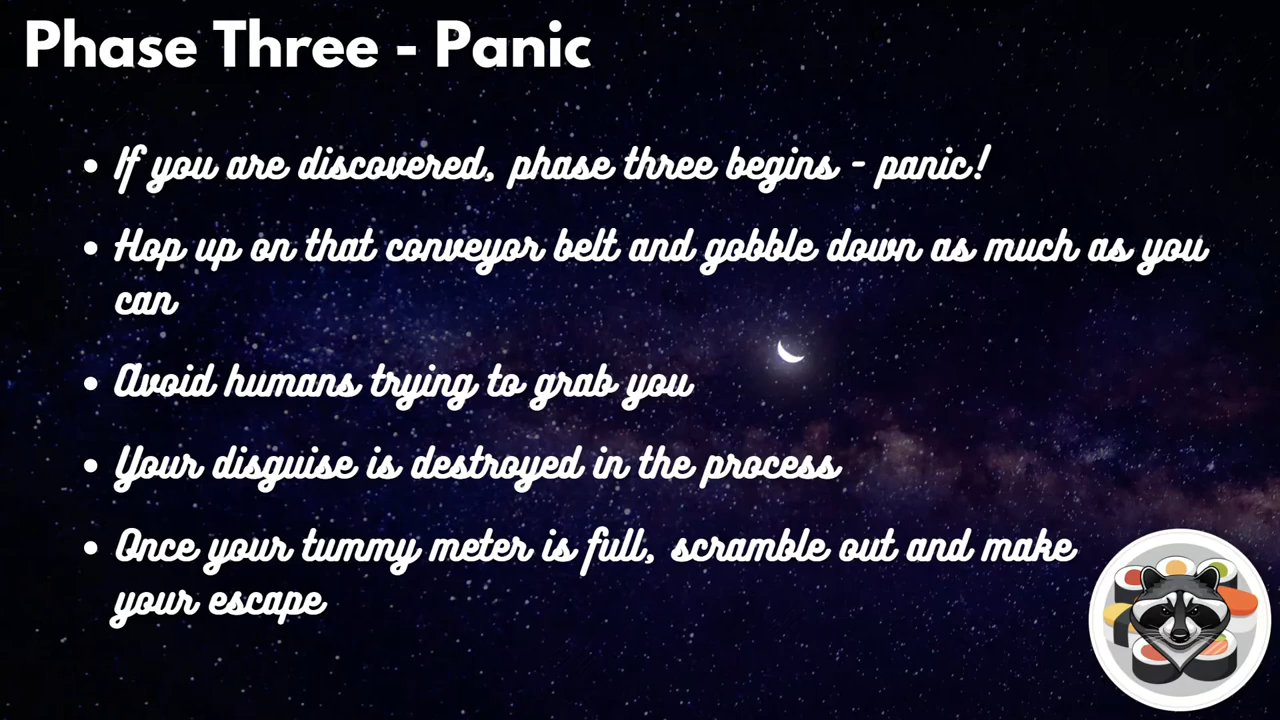 Phase Three - Panic
• If you are discovered, phase three begins - panic!
• Hop up on that conveyor belt and gobble down as much as you
can
• Avoid humans trying to grab you
• Your disguise is destroyed in the process
• Once your tummy meter is full, scramble out and make
your escape